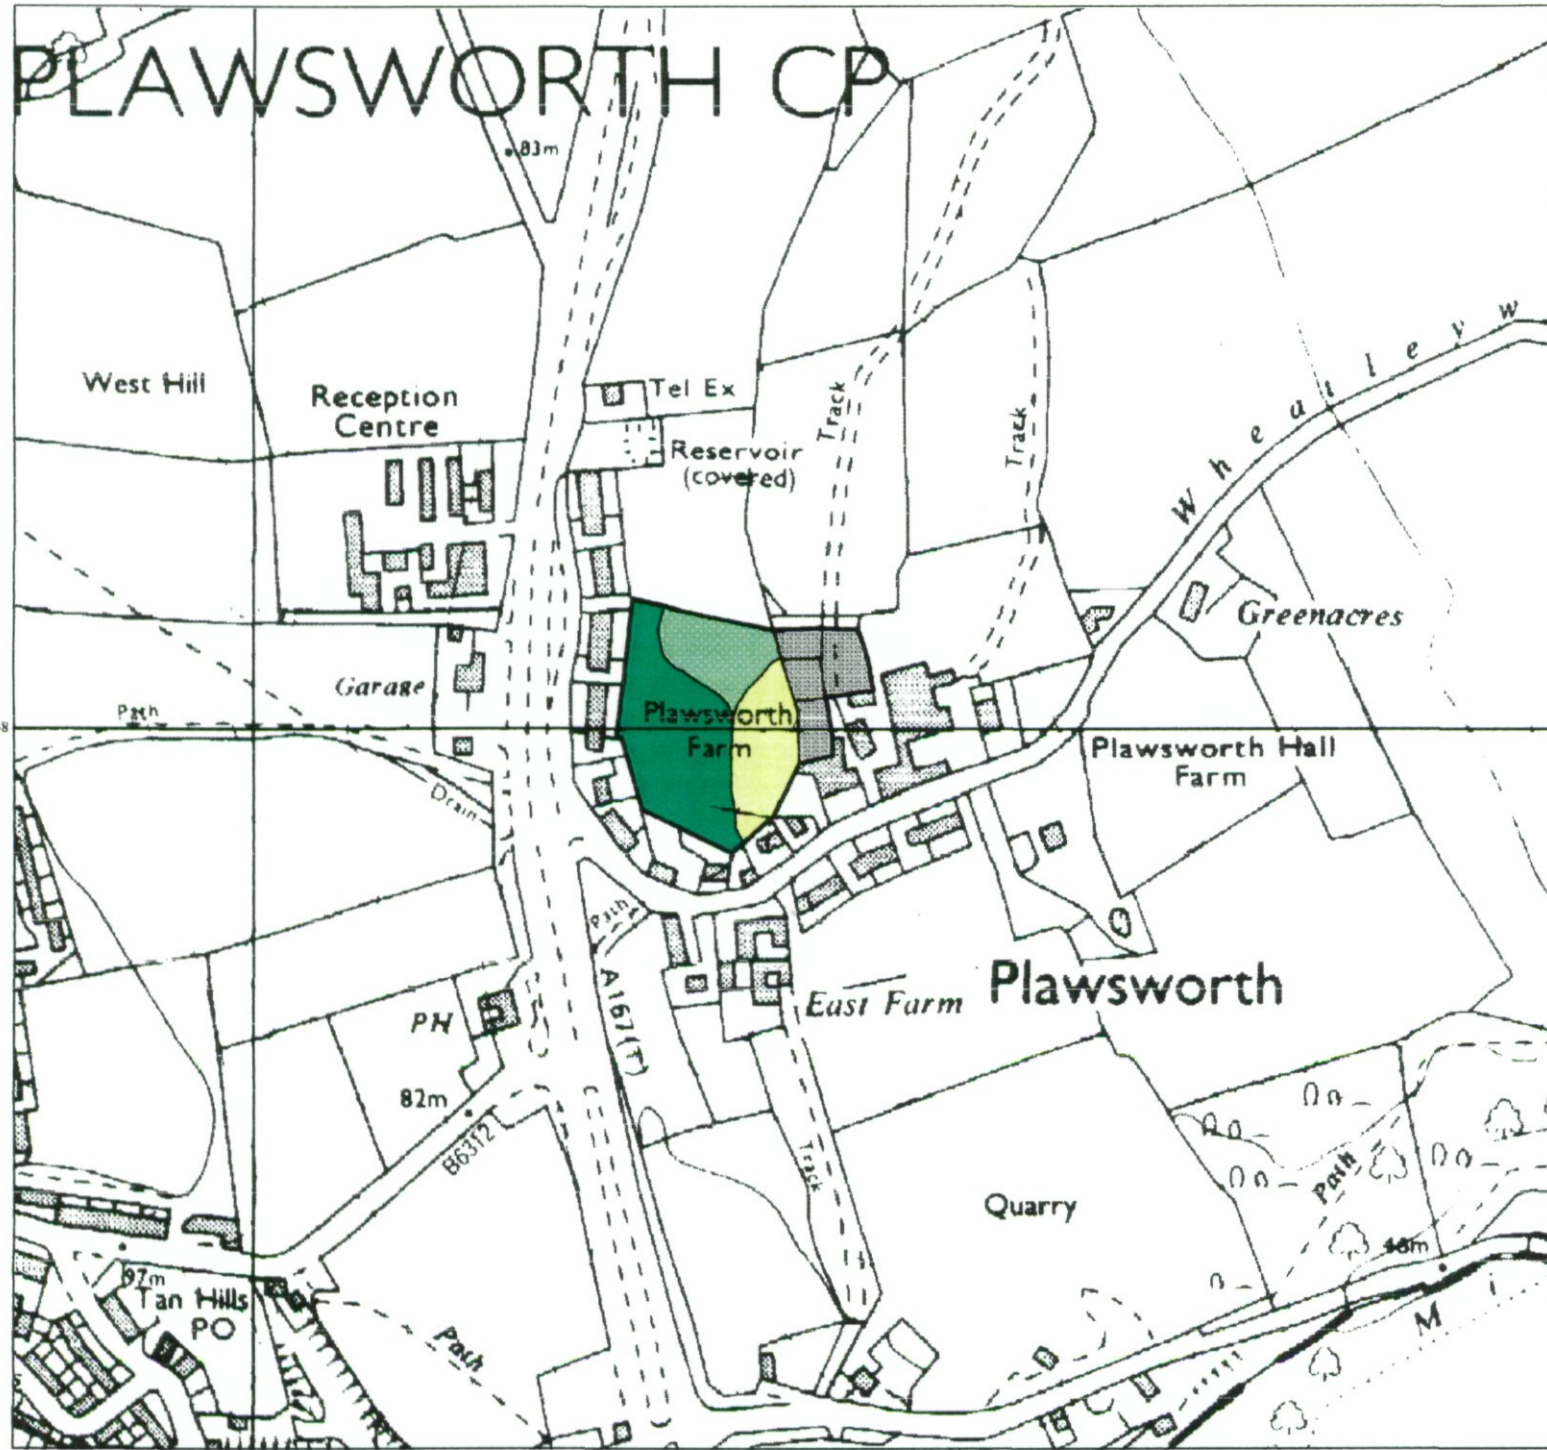 PLAWSWORTH CP
83m
West Hill
Reception
Centre
Tel Ex
Reservoir
(covered)
Track
Track
Wheatleyw
Greenacres
Garage
Path
Plawsworth
Farm
Plawsworth Hall
Farm
Drain
Path
A167(T)
East Farm
Plawsworth
PH
82m
B6312
Track
Quarry
Path
97m
Tan Hills
PO
Path
M i